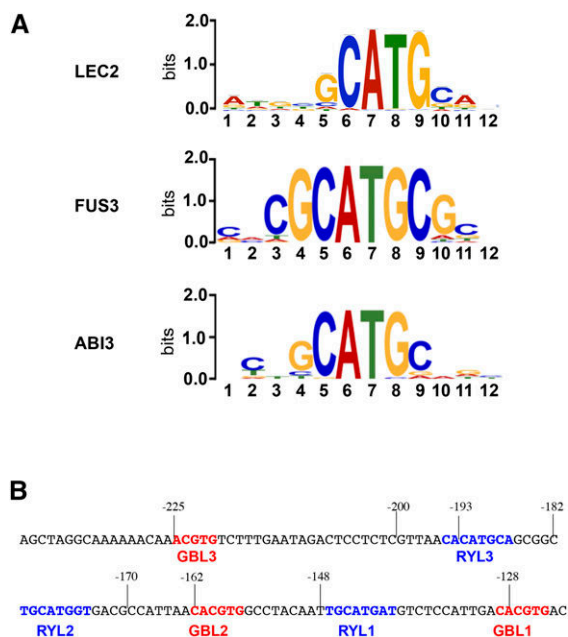 A
LEC2
bits
2.0
1.0
0.0
GCATGCA
1 2 3 4 5 6 7 8 9 10 11 12
FUS3
bits
2.0
1.0
0.0
C CGCATGCGC
1 2 3 4 5 6 7 8 9 10 11 12
ABI3
bits
2.0
1.0
0.0
C GCATGC
1 2 3 4 5 6 7 8 9 10 11 12
B
-225 -200 -193 -182
AGCTAGGCAAAAAACAAACGTGTCTTTGAATAGACTCCTCTCGTTAACACATGCAGCGGC
GBL3 RYL3
-170 -162 -148 -128
TGCATGGTGACGCCATTAACACGTGGCCTACAATTGCATGATGTCTCCATTGACACGTGAC
RYL2 GBL2 RYL1 GBL1